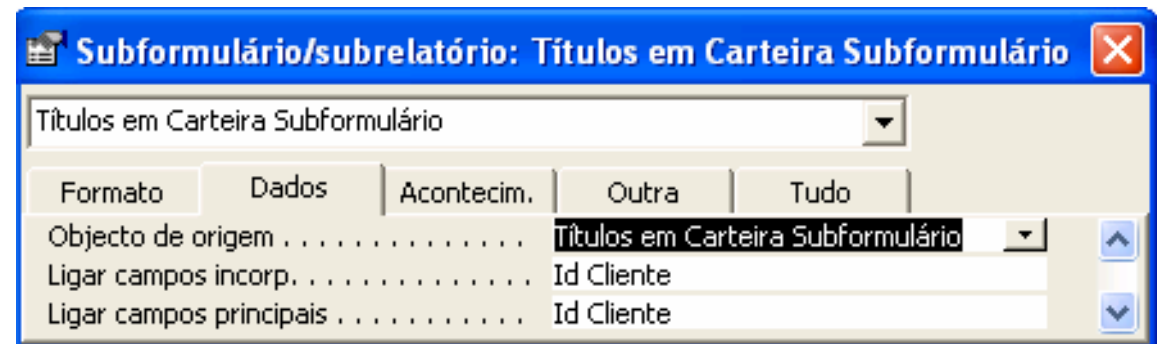 Subformulário/subrelatório: Títulos em Carteira Subformulário
Títulos em Carteira Subformulário
Formato Dados Acontecim. Outra Tudo
Objecto de origem . . . . . . . . . . . . . . Títulos em Carteira Subformulário
Ligar campos incorp. . . . . . . . . . . . . . Id Cliente
Ligar campos principais . . . . . . . . . . . Id Cliente